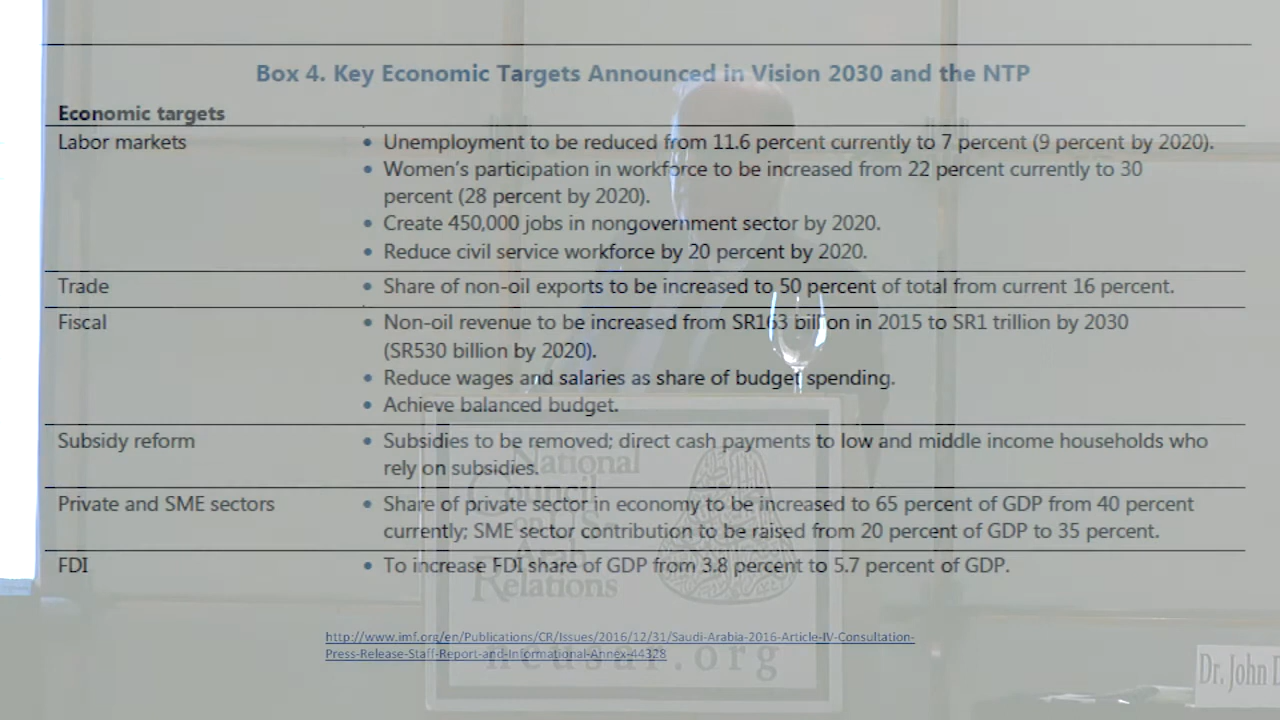 Box 4. Key Economic Targets Announced in Vision 2030 and the NTP
Economic targets
Labor markets
• Unemployment to be reduced from 11.6 percent currently to 7 percent (9 percent by 2020).
• Women's participation in workforce to be increased from 22 percent currently to 30
percent (28 percent by 2020).
• Create 450,000 jobs in nongovernment sector by 2020.
• Reduce civil service workforce by 20 percent by 2020.
Trade
• Share of non-oil exports to be increased to 50 percent of total from current 16 percent.
Fiscal
• Non-oil revenue to be increased from SR163 billion in 2015 to SR1 trillion by 2030
(SR530 billion by 2020).
• Reduce wages and salaries as share of budget spending.
• Achieve balanced budget.
Subsidy reform
• Subsidies to be removed; direct cash payments to low and middle income households who
rely on subsidies.
Private and SME sectors
• Share of private sector in economy to be increased to 65 percent of GDP from 40 percent
currently; SME sector contribution to be raised from 20 percent of GDP to 35 percent.
FDI
• To increase FDI share of GDP from 3.8 percent to 5.7 percent of GDP.
http://www.imf.org/en/Publications/CR/Issues/2016/12/31/Saudi-Arabia-2016-Article-IV-Consultation-
Press-Release-Staff-Report-and-Informational-Annex-44328
National
Council
on U.S.-
Arab
Relations
ncusar.org
Dr. John